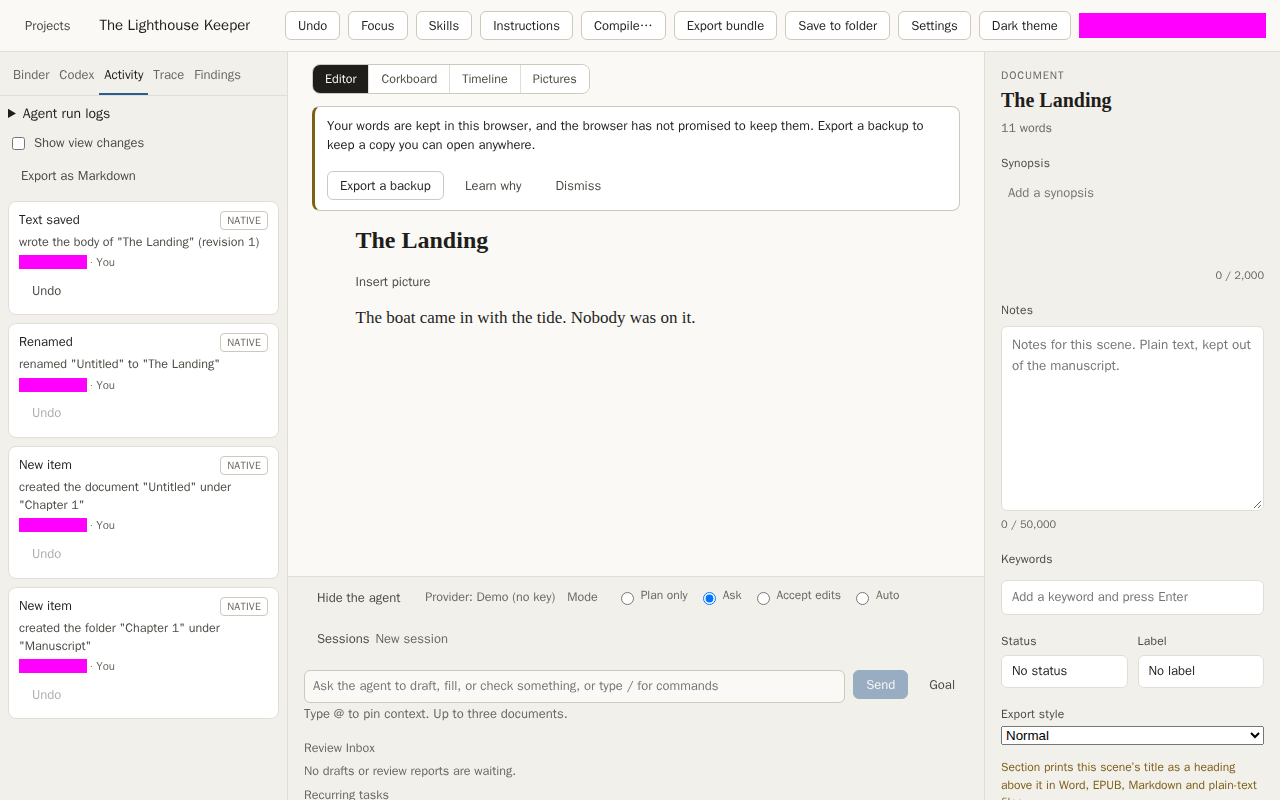 Projects
The Lighthouse Keeper
Undo
Focus
Skills
Instructions
Compile…
Export bundle
Save to folder
Settings
Dark theme
Binder
Codex
Activity
Trace
Findings
Agent run logs
Show view changes
Export as Markdown
Text saved
NATIVE
wrote the body of "The Landing" (revision 1)
· You
Undo
Renamed
NATIVE
renamed "Untitled" to "The Landing"
· You
Undo
New item
NATIVE
created the document "Untitled" under
"Chapter 1"
· You
Undo
New item
NATIVE
created the folder "Chapter 1" under
"Manuscript"
· You
Undo
Editor
Corkboard
Timeline
Pictures
Your words are kept in this browser, and the browser has not promised to keep them. Export a backup to
keep a copy you can open anywhere.
Export a backup
Learn why
Dismiss
The Landing
Insert picture
The boat came in with the tide. Nobody was on it.
Hide the agent
Provider: Demo (no key)
Mode
Plan only
Ask
Accept edits
Auto
Sessions
New session
Ask the agent to draft, fill, or check something, or type / for commands
Send
Goal
Type @ to pin context. Up to three documents.
Review Inbox
No drafts or review reports are waiting.
Recurring tasks
DOCUMENT
The Landing
11 words
Synopsis
Add a synopsis
0 / 2,000
Notes
Notes for this scene. Plain text, kept out
of the manuscript.
0 / 50,000
Keywords
Add a keyword and press Enter
Status
Label
No status
No label
Export style
Normal
Section prints this scene's title as a heading
above it in Word, EPUB, Markdown and plain-text